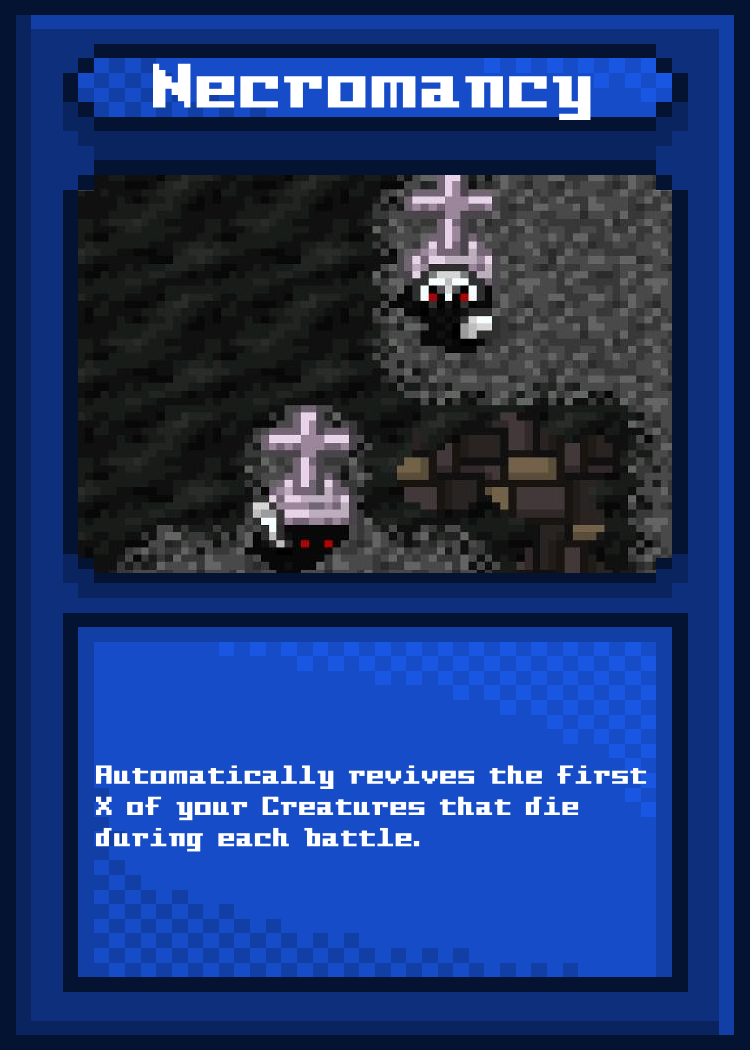 Necromancy
Automatically revives the first
X of your Creatures that die
during each battle.